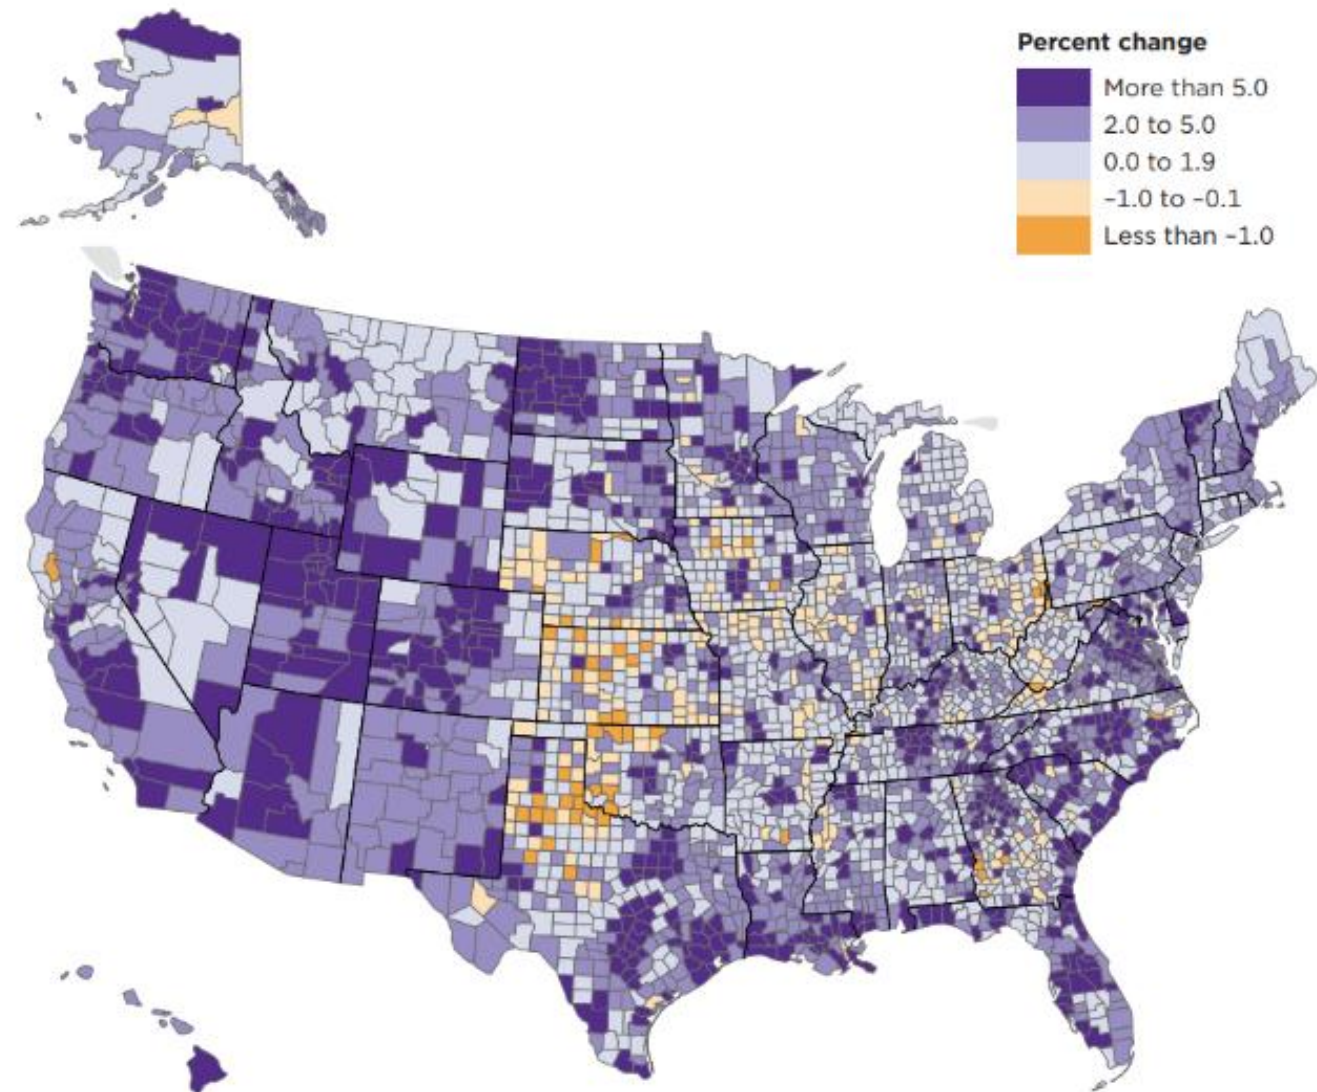 Percent change
More than 5.0
2.0 to 5.0
0.0 to 1.9
–1.0 to –0.1
Less than –1.0